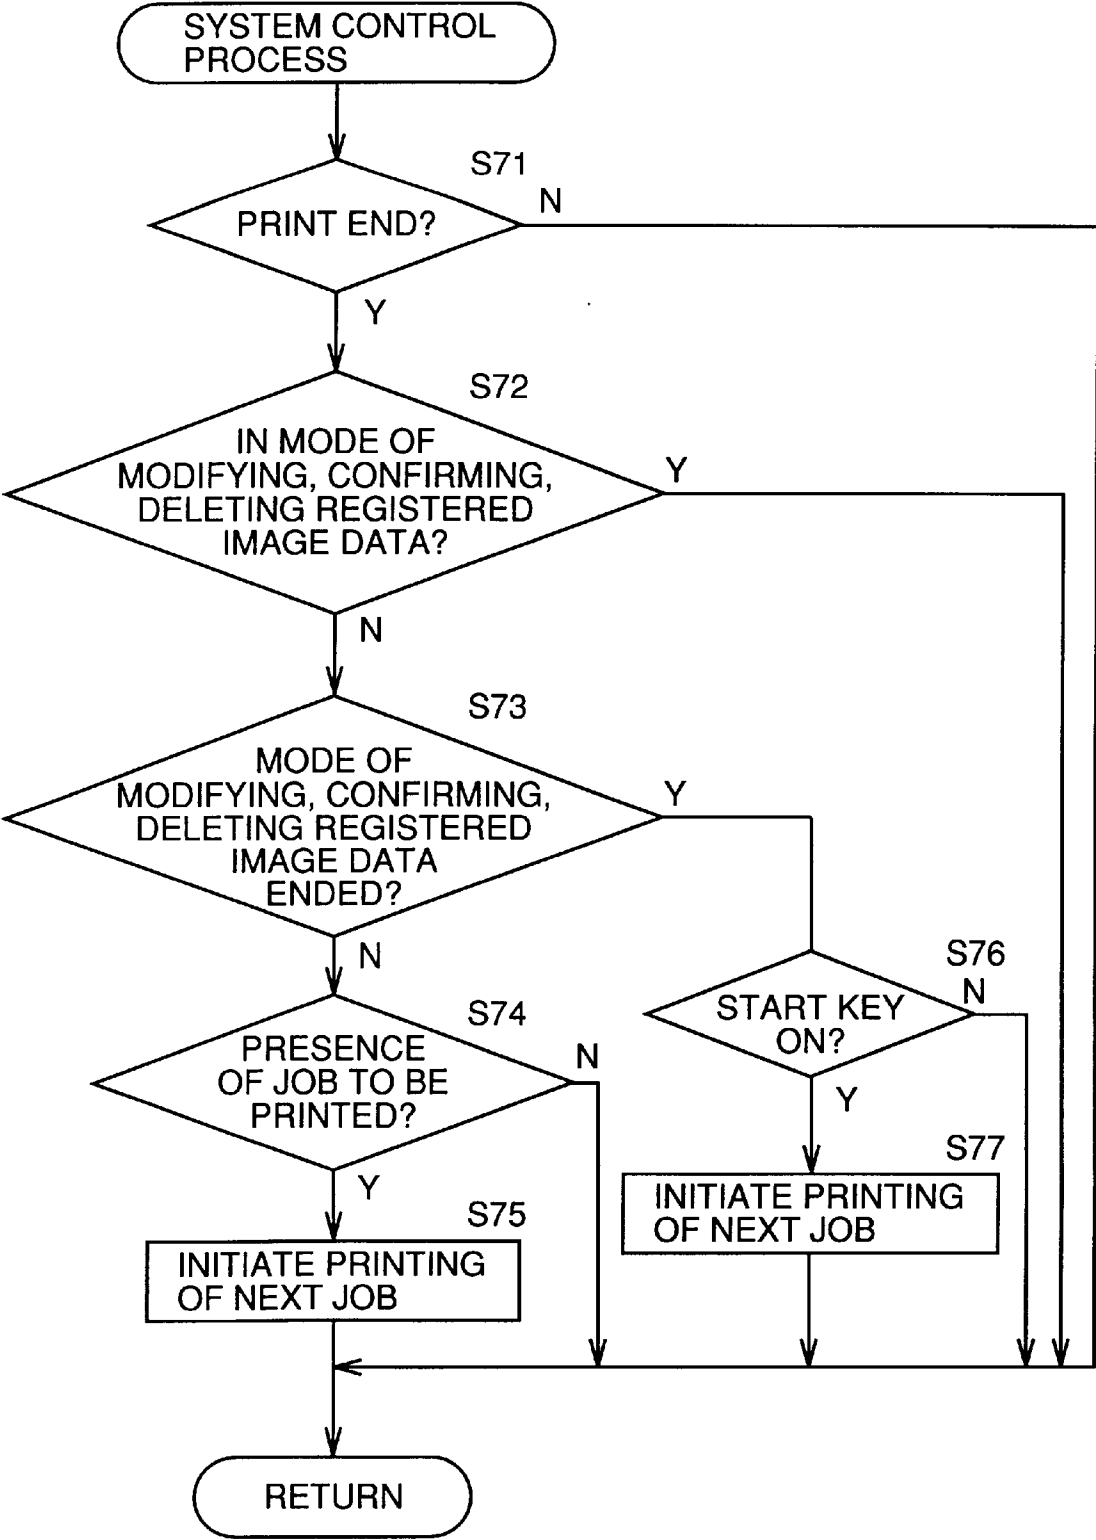 SYSTEM CONTROL
PROCESS
S71
PRINT END?
N
Y
S72
IN MODE OF
MODIFYING, CONFIRMING,
DELETING REGISTERED
IMAGE DATA?
Y
N
S73
MODE OF
MODIFYING, CONFIRMING,
DELETING REGISTERED
IMAGE DATA
ENDED?
Y
N
S76
START KEY
ON?
N
Y
S74
PRESENCE
OF JOB TO BE
PRINTED?
N
Y
S77
INITIATE PRINTING
OF NEXT JOB
S75
INITIATE PRINTING
OF NEXT JOB
RETURN